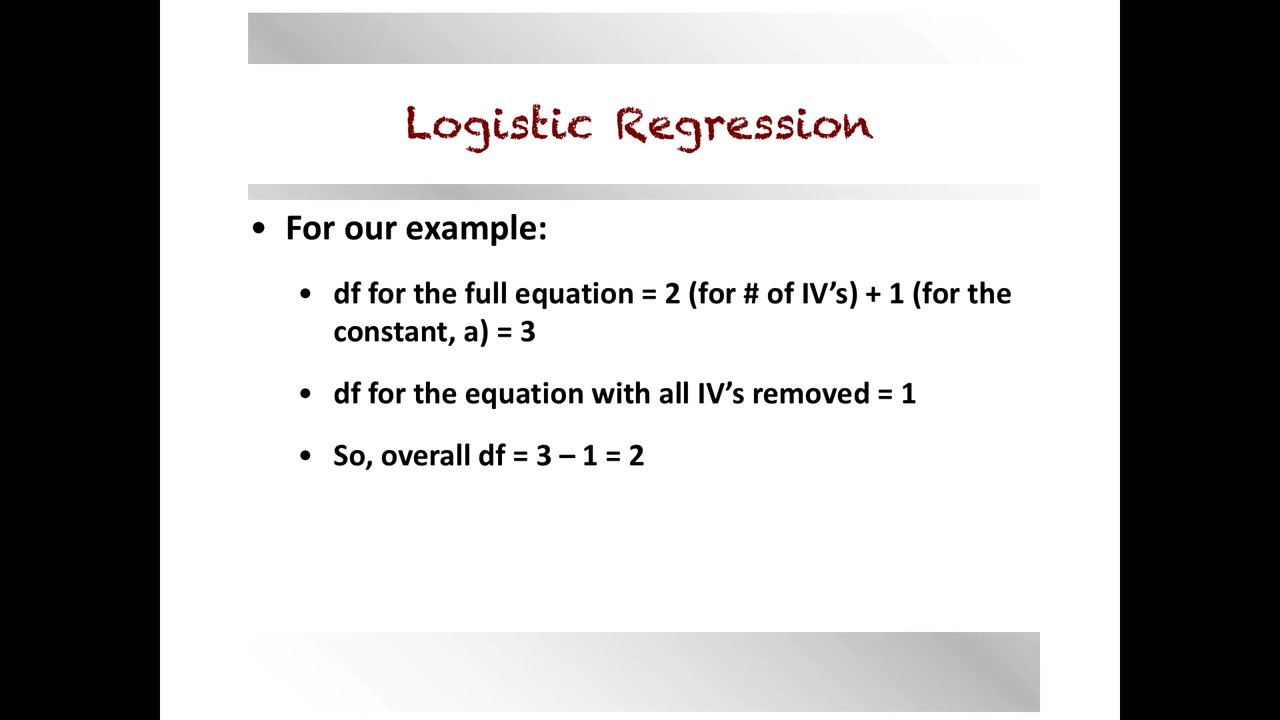 Logistic Regression
• For our example:
• df for the full equation = 2 (for # of IV’s) + 1 (for the
constant, a) = 3
• df for the equation with all IV’s removed = 1
• So, overall df = 3 – 1 = 2